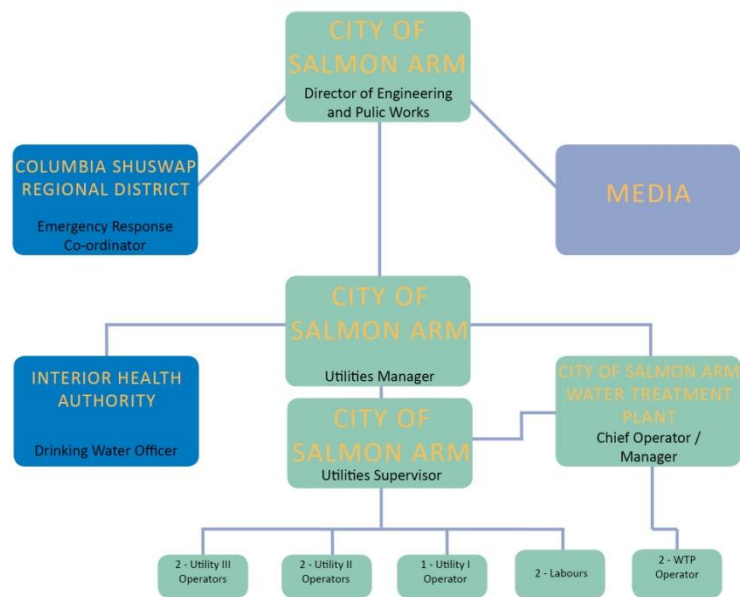 CITY OF
SALMON ARM
Director of Engineering
and Pulic Works
COLUMBIA SHUSWAP
REGIONAL DISTRICT
Emergency Response
Co-ordinator
MEDIA
CITY OF
SALMON ARM
Utilities Manager
INTERIOR HEALTH
AUTHORITY
Drinking Water Officer
CITY OF SALMON ARM
WATER TREATMENT
PLANT
Chief Operator /
Manager
CITY OF
SALMON ARM
Utilities Supervisor
2 - Utility III
Operators
2 - Utility II
Operators
1 - Utility I
Operator
2 - Labours
2 - WTP
Operator